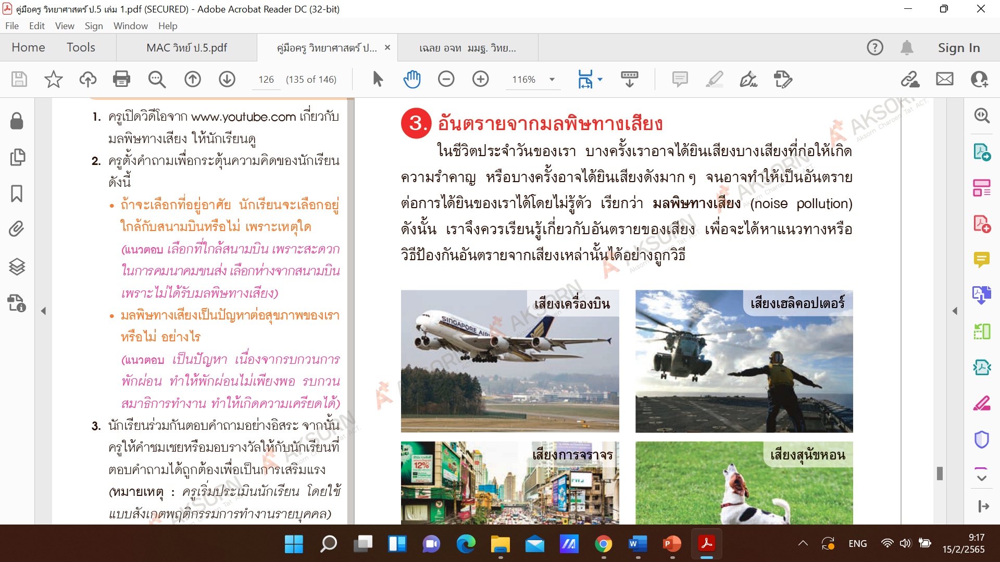 คู่มือครู วิทยาศาสตร์ ป.5 เล่ม 1.pdf (SECURED) - Adobe Acrobat Reader DC (32-bit)
File Edit View Sign Window Help
Home Tools MAC วิทย์ ป.5.pdf คู่มือครู วิทยาศาสตร์ ป... เฉลย อจท มมฐ. วิทย... Sign In
126 (135 of 146) 116%
1. ครูเปิดวิดีโอจาก www.youtube.com เกี่ยวกับ
มลพิษทางเสียง ให้นักเรียนดู
2. ครูตั้งคำถามเพื่อกระตุ้นความคิดของนักเรียน
ดังนี้
• ถ้าจะเลือกที่อยู่อาศัย นักเรียนจะเลือกอยู่
ใกล้กับสนามบินหรือไม่ เพราะเหตุใด
(แนวตอบ เลือกที่ใกล้สนามบิน เพราะสะดวก
ในการคมนาคมขนส่ง เลือกห่างจากสนามบิน
เพราะไม่ได้รับมลพิษทางเสียง)
• มลพิษทางเสียงเป็นปัญหาต่อสุขภาพของเรา
หรือไม่ อย่างไร
(แนวตอบ เป็นปัญหา เนื่องจากรบกวนการ
พักผ่อน ทำให้พักผ่อนไม่เพียงพอ รบกวน
สมาธิการทำงาน ทำให้เกิดความเครียดได้)
3. นักเรียนร่วมกันตอบคำถามอย่างอิสระ จากนั้น
ครูให้คำชมเชยหรือมอบรางวัลให้กับนักเรียนที่
ตอบคำถามได้ถูกต้องเพื่อเป็นการเสริมแรง
(หมายเหตุ : ครูเริ่มประเมินนักเรียน โดยใช้
แบบสังเกตพฤติกรรมการทำงานรายบุคคล)
3. อันตรายจากมลพิษทางเสียง
ในชีวิตประจำวันของเรา บางครั้งเราอาจได้ยินเสียงบางเสียงที่ก่อให้เกิด
ความรำคาญ หรือบางครั้งอาจได้ยินเสียงดังมาก ๆ จนอาจทำให้เป็นอันตราย
ต่อการได้ยินของเราได้โดยไม่รู้ตัว เรียกว่า มลพิษทางเสียง (noise pollution)
ดังนั้น เราจึงควรเรียนรู้เกี่ยวกับอันตรายของเสียง เพื่อจะได้หาแนวทางหรือ
วิธีป้องกันอันตรายจากเสียงเหล่านั้นได้อย่างถูกวิธี
เสียงเครื่องบิน
SINGAPORE AIRLINES
เสียงเฮลิคอปเตอร์
เสียงการจราจร
12%
เสียงสุนัขหอน
AKSORN
Aksorn Charoen Tat ACT.
AKSORN
Aksorn Charoen Tat ACT.
AKSORN
Aksorn Charoen Tat ACT.
AKSORN
AKSORN
AKSORN
ENG
9:17
15/2/2565